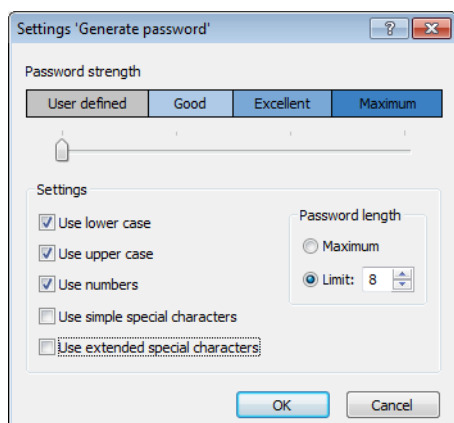 Settings 'Generate password'
Password strength
User defined Good Excellent Maximum
Settings
Use lower case
Use upper case
Use numbers
Use simple special characters
Use extended special characters
Password length
Maximum
Limit: 8
OK Cancel